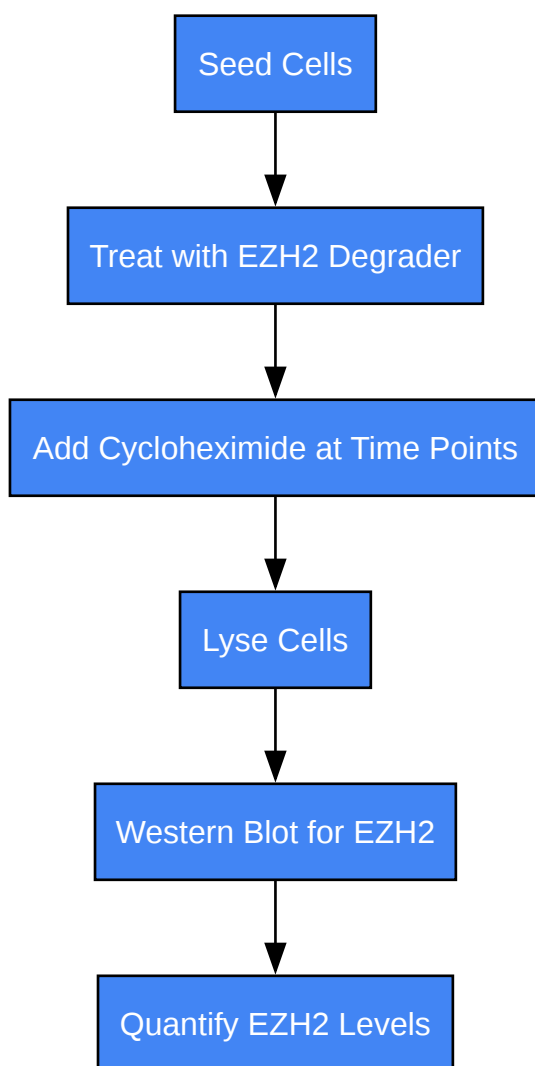 Seed Cells
Treat with EZH2 Degrader
Add Cycloheximide at Time Points
Lyse Cells
Western Blot for EZH2
Quantify EZH2 Levels